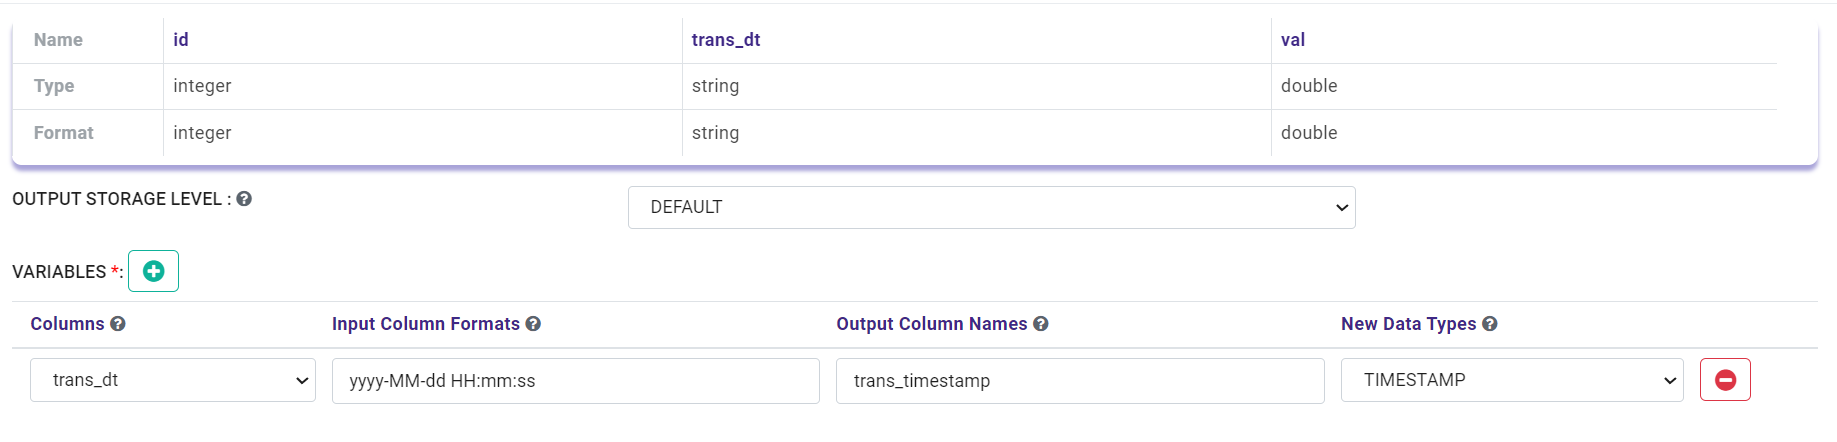 Name id trans_dt val
Type integer string double
Format integer string double
OUTPUT STORAGE LEVEL : ?
DEFAULT
VARIABLES *:
Columns ? Input Column Formats ? Output Column Names ? New Data Types ?
trans_dt yyyy-MM-dd HH:mm:ss trans_timestamp TIMESTAMP